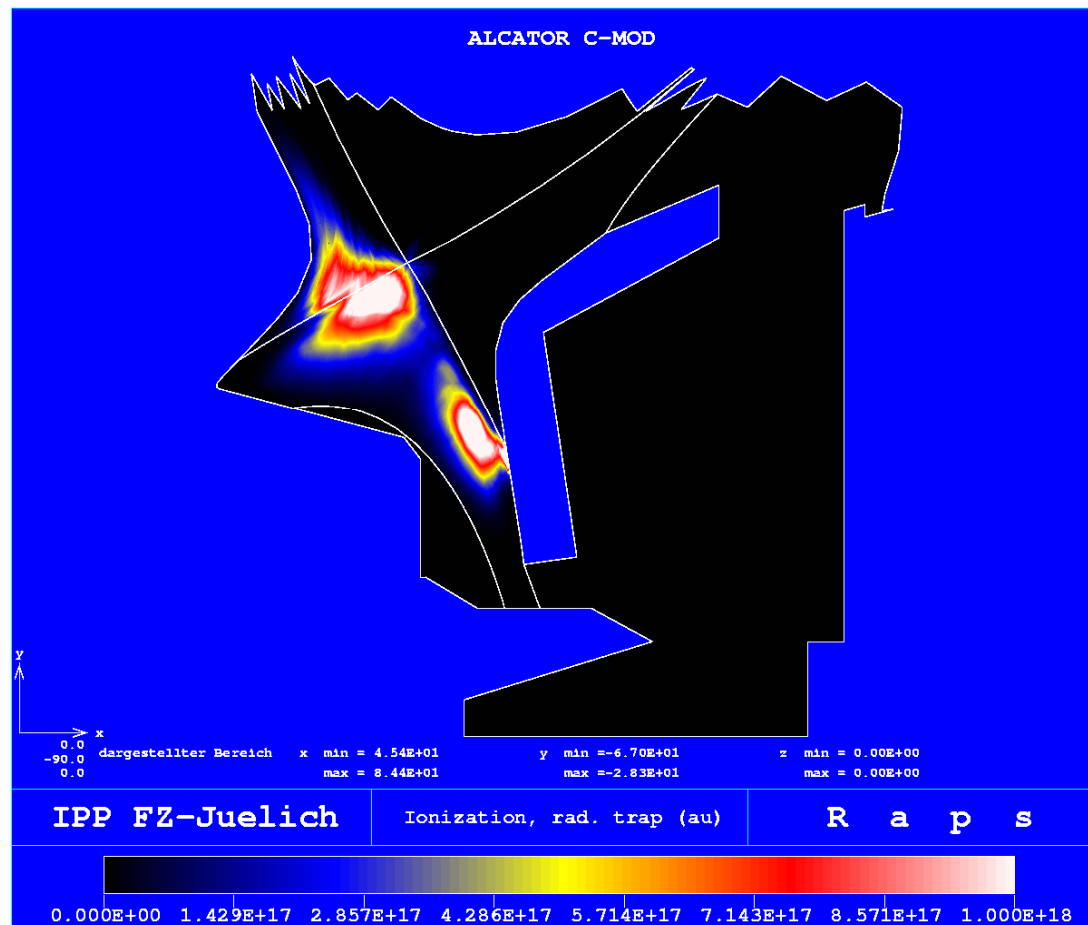 ALCATOR C-MOD
y
x
0.0
-90.0
0.0
dargestellter Bereich x min = 4.54E+01 y min =-6.70E+01 z min = 0.00E+00
max = 8.44E+01 max =-2.83E+01 max = 0.00E+00
IPP FZ-Juelich Ionization, rad. trap (au) R a p s
0.000E+00 1.429E+17 2.857E+17 4.286E+17 5.714E+17 7.143E+17 8.571E+17 1.000E+18